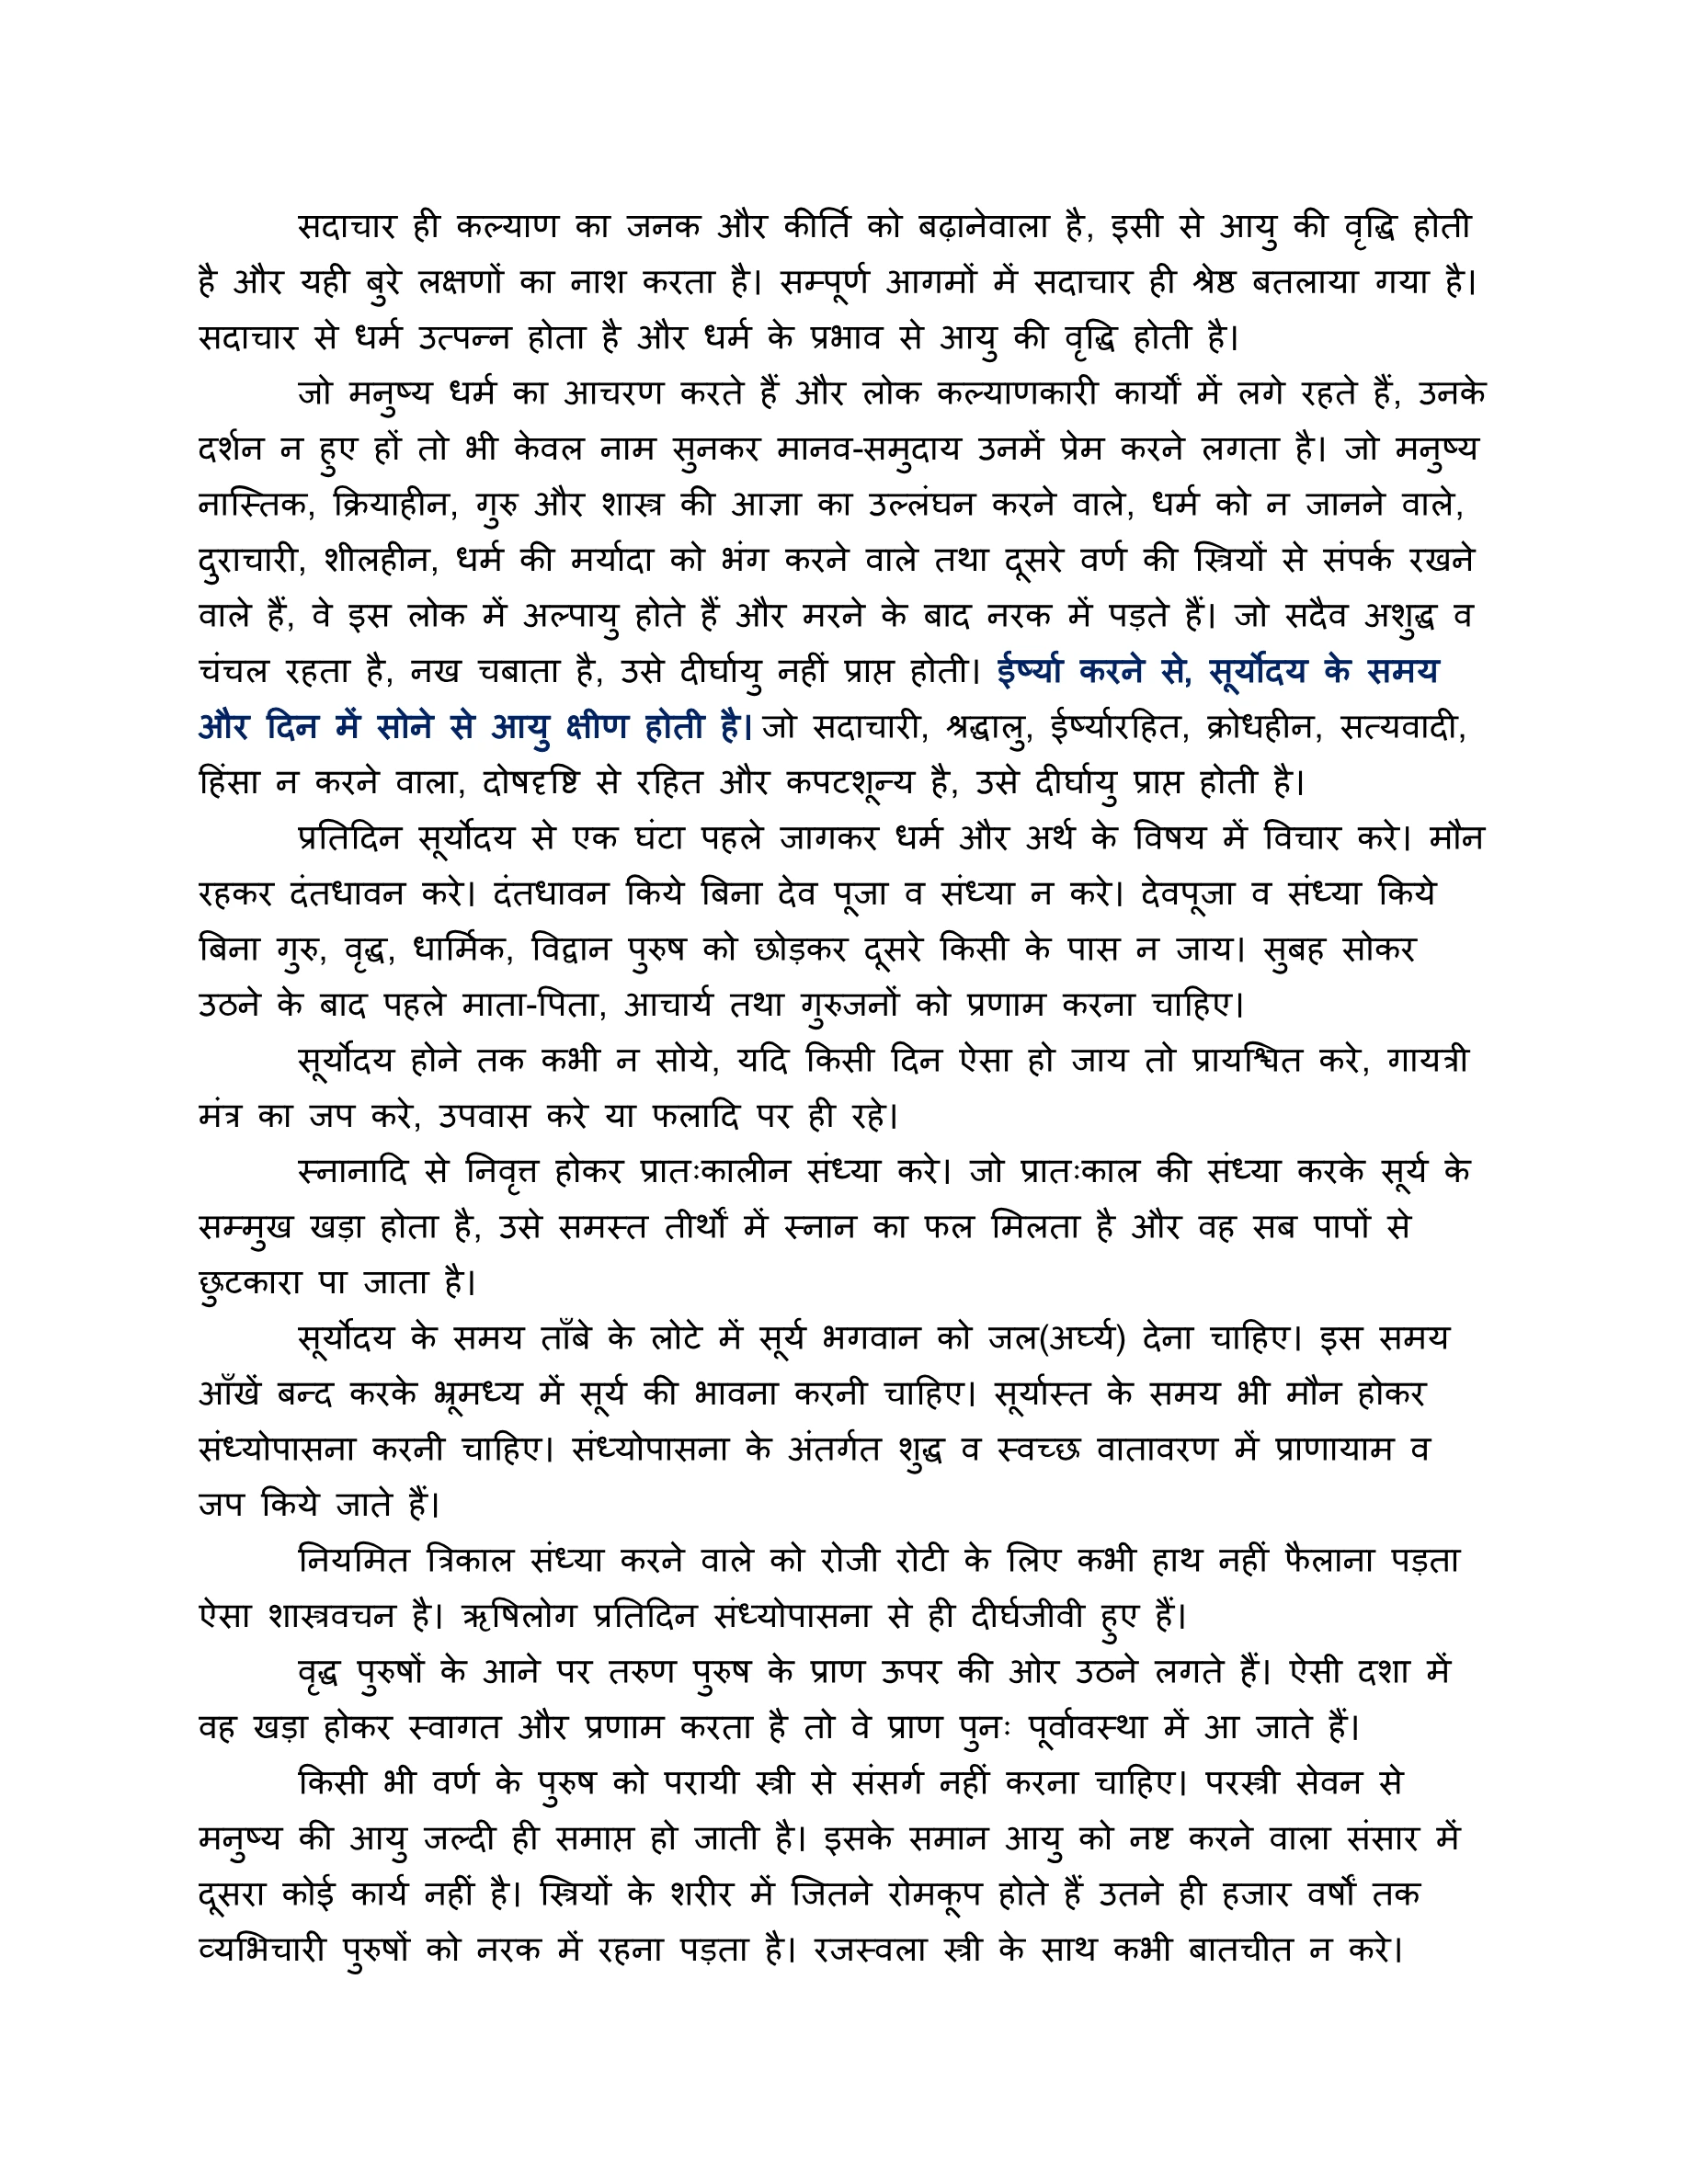 सदाचार ही कल्याण का जनक और कीर्ति को बढ़ानेवाला है, इसी से आयु की वृद्धि होती
है और यही बुरे लक्षणों का नाश करता है। सम्पूर्ण आगमों में सदाचार ही श्रेष्ठ बतलाया गया है।
सदाचार से धर्म उत्पन्न होता है और धर्म के प्रभाव से आयु की वृद्धि होती है।
जो मनुष्य धर्म का आचरण करते हैं और लोक कल्याणकारी कार्यों में लगे रहते हैं, उनके
दर्शन न हुए हों तो भी केवल नाम सुनकर मानव-समुदाय उनमें प्रेम करने लगता है। जो मनुष्य
नास्तिक, क्रियाहीन, गुरु और शास्त्र की आज्ञा का उल्लंघन करने वाले, धर्म को न जानने वाले,
दुराचारी, शीलहीन, धर्म की मर्यादा को भंग करने वाले तथा दूसरे वर्ण की स्त्रियों से संपर्क रखने
वाले हैं, वे इस लोक में अल्पायु होते हैं और मरने के बाद नरक में पड़ते हैं। जो सदैव अशुद्ध व
चंचल रहता है, नख चबाता है, उसे दीर्घायु नहीं प्राप्त होती। ईर्ष्या करने से, सूर्योदय के समय
और दिन में सोने से आयु क्षीण होती है। जो सदाचारी, श्रद्धालु, ईर्ष्यारहित, क्रोधहीन, सत्यवादी,
हिंसा न करने वाला, दोषदृष्टि से रहित और कपटशून्य है, उसे दीर्घायु प्राप्त होती है।
प्रतिदिन सूर्योदय से एक घंटा पहले जागकर धर्म और अर्थ के विषय में विचार करे। मौन
रहकर दंतधावन करे। दंतधावन किये बिना देव पूजा व संध्या न करे। देवपूजा व संध्या किये
बिना गुरु, वृद्ध, धार्मिक, विद्वान पुरुष को छोड़कर दूसरे किसी के पास न जाय। सुबह सोकर
उठने के बाद पहले माता-पिता, आचार्य तथा गुरुजनों को प्रणाम करना चाहिए।
सूर्योदय होने तक कभी न सोये, यदि किसी दिन ऐसा हो जाय तो प्रायश्चित करे, गायत्री
मंत्र का जप करे, उपवास करे या फलादि पर ही रहे।
स्नानादि से निवृत्त होकर प्रातःकालीन संध्या करे। जो प्रातःकाल की संध्या करके सूर्य के
सम्मुख खड़ा होता है, उसे समस्त तीर्थों में स्नान का फल मिलता है और वह सब पापों से
छुटकारा पा जाता है।
सूर्योदय के समय ताँबे के लोटे में सूर्य भगवान को जल(अर्घ्य) देना चाहिए। इस समय
आँखें बन्द करके भ्रूमध्य में सूर्य की भावना करनी चाहिए। सूर्यास्त के समय भी मौन होकर
संध्योपासना करनी चाहिए। संध्योपासना के अंतर्गत शुद्ध व स्वच्छ वातावरण में प्राणायाम व
जप किये जाते हैं।
नियमित त्रिकाल संध्या करने वाले को रोजी रोटी के लिए कभी हाथ नहीं फैलाना पड़ता
ऐसा शास्त्रवचन है। ऋषिलोग प्रतिदिन संध्योपासना से ही दीर्घजीवी हुए हैं।
वृद्ध पुरुषों के आने पर तरुण पुरुष के प्राण ऊपर की ओर उठने लगते हैं। ऐसी दशा में
वह खड़ा होकर स्वागत और प्रणाम करता है तो वे प्राण पुनः पूर्वावस्था में आ जाते हैं।
किसी भी वर्ण के पुरुष को परायी स्त्री से संसर्ग नहीं करना चाहिए। परस्त्री सेवन से
मनुष्य की आयु जल्दी ही समाप्त हो जाती है। इसके समान आयु को नष्ट करने वाला संसार में
दूसरा कोई कार्य नहीं है। स्त्रियों के शरीर में जितने रोमकूप होते हैं उतने ही हजार वर्षों तक
व्यभिचारी पुरुषों को नरक में रहना पड़ता है। रजस्वला स्त्री के साथ कभी बातचीत न करे।